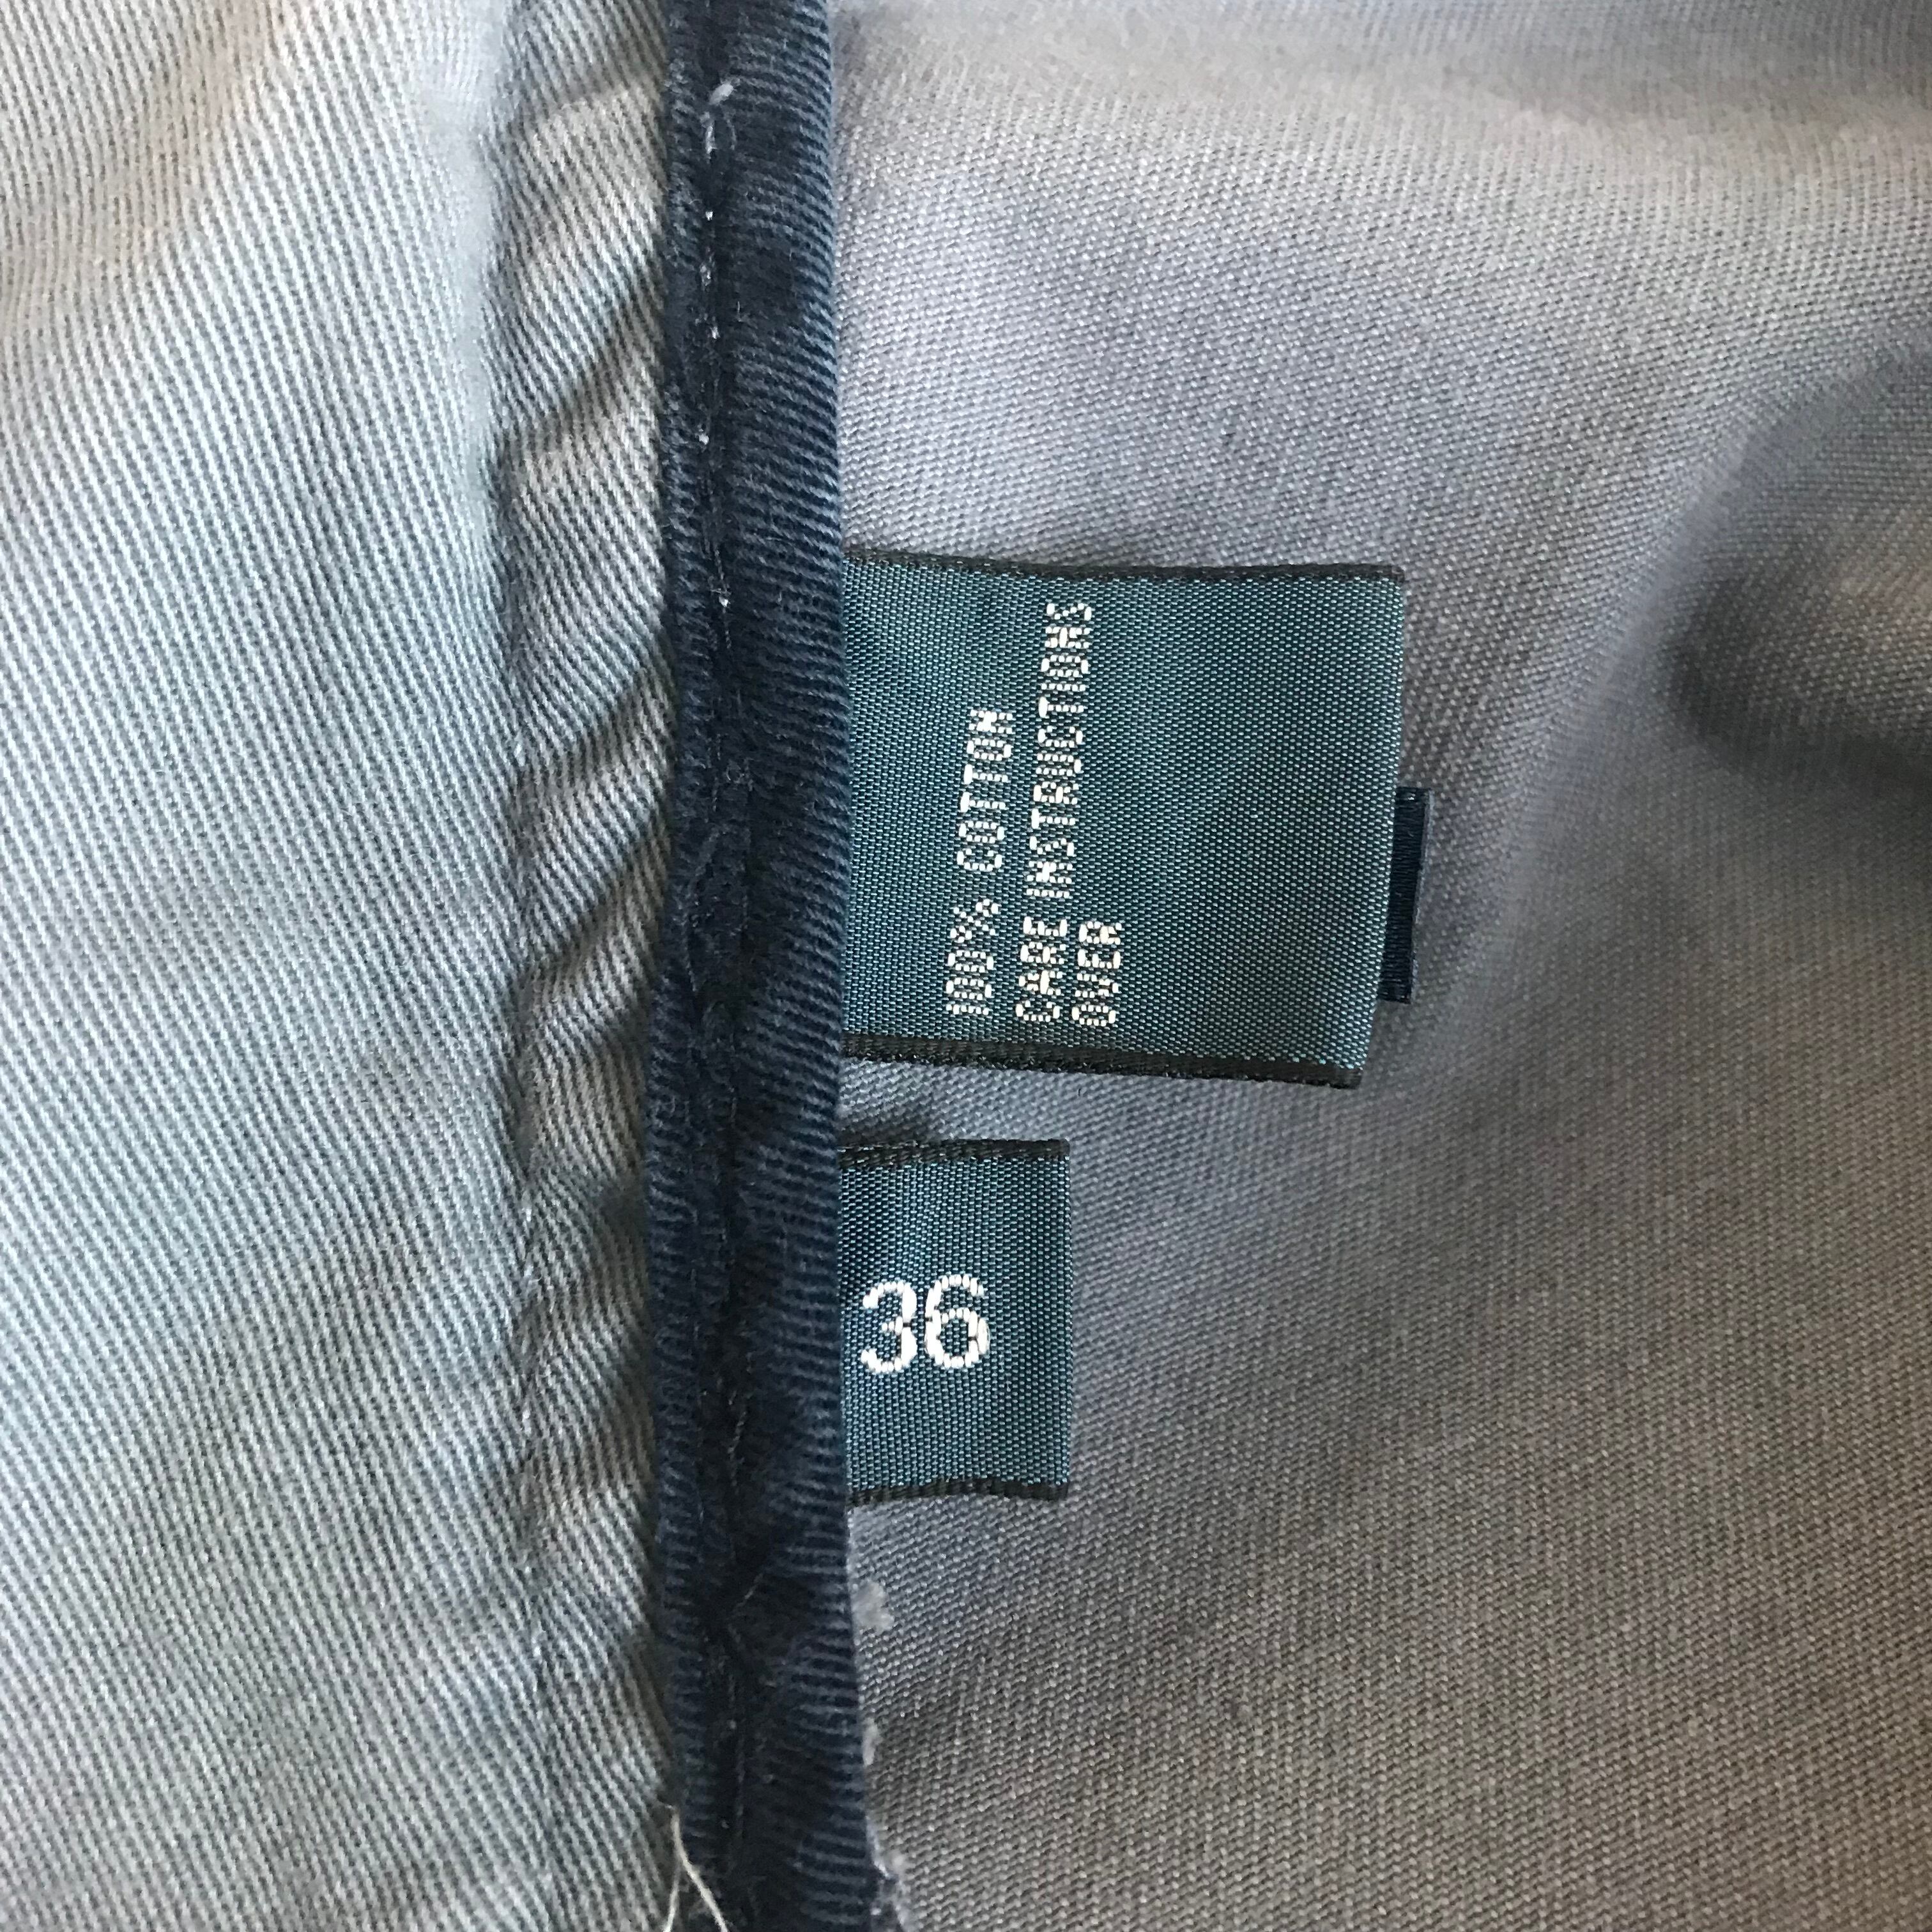 100% COTTON
CARE INSTRUCTIONS
OVER
36